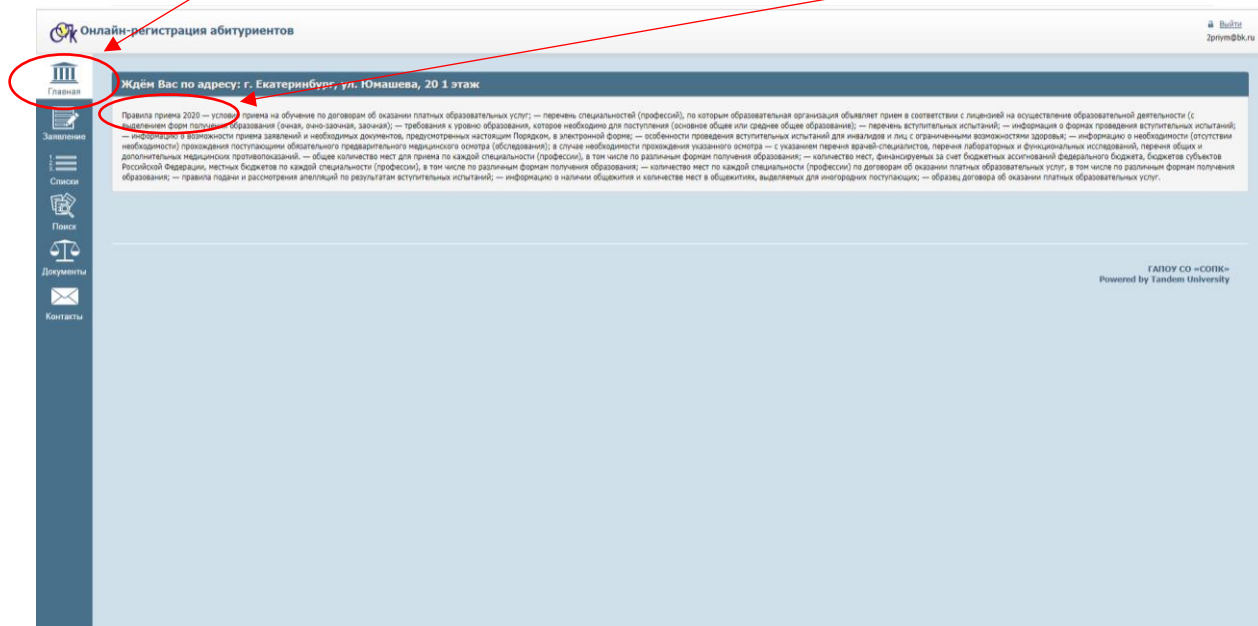 Онлайн-регистрация абитуриентов
Выйти
2priym@bk.ru
Главная
Заявление
Списки
Поиск
Документы
Контакты
Ждём Вас по адресу: г. Екатеринбург, ул. Юмашева, 20 1 этаж
Правила приема 2020 — условия приема на обучение по договорам об оказании платных образовательных услуг; — перечень специальностей (профессий), по которым образовательная организация объявляет прием в соответствии с лицензией на осуществление образовательной деятельности (с
выделением форм получения образования (очная, очно-заочная, заочная); — требования к уровню образования, которое необходимо для поступления (основное общее или среднее общее образование); — перечень вступительных испытаний; — информация о формах проведения вступительных испытаний;
— информацию о возможности приема заявлений и необходимых документов, предусмотренных настоящим Порядком, в электронной форме; — особенности проведения вступительных испытаний для инвалидов и лиц с ограниченными возможностями здоровья; — информацию о необходимости (отсутствии
необходимости) прохождения поступающими обязательного предварительного медицинского осмотра (обследования); в случае необходимости прохождения указанного осмотра — с указанием перечня врачей-специалистов, перечня лабораторных и функциональных исследований, перечня общих и
дополнительных медицинских противопоказаний. — общее количество мест для приема по каждой специальности (профессии), в том числе по различным формам получения образования; — количество мест, финансируемых за счет бюджетных ассигнований федерального бюджета, бюджетов субъектов
Российской Федерации, местных бюджетов по каждой специальности (профессии), в том числе по различным формам получения образования; — количество мест по каждой специальности (профессии) по договорам об оказании платных образовательных услуг, в том числе по различным формам получения
образования; — правила подачи и рассмотрения апелляций по результатам вступительных испытаний; — информацию о наличии общежития и количестве мест в общежитиях, выделяемых для иногородних поступающих; — образец договора об оказании платных образовательных услуг.
ГАПОУ СО «СОПК»
Powered by Tandem University